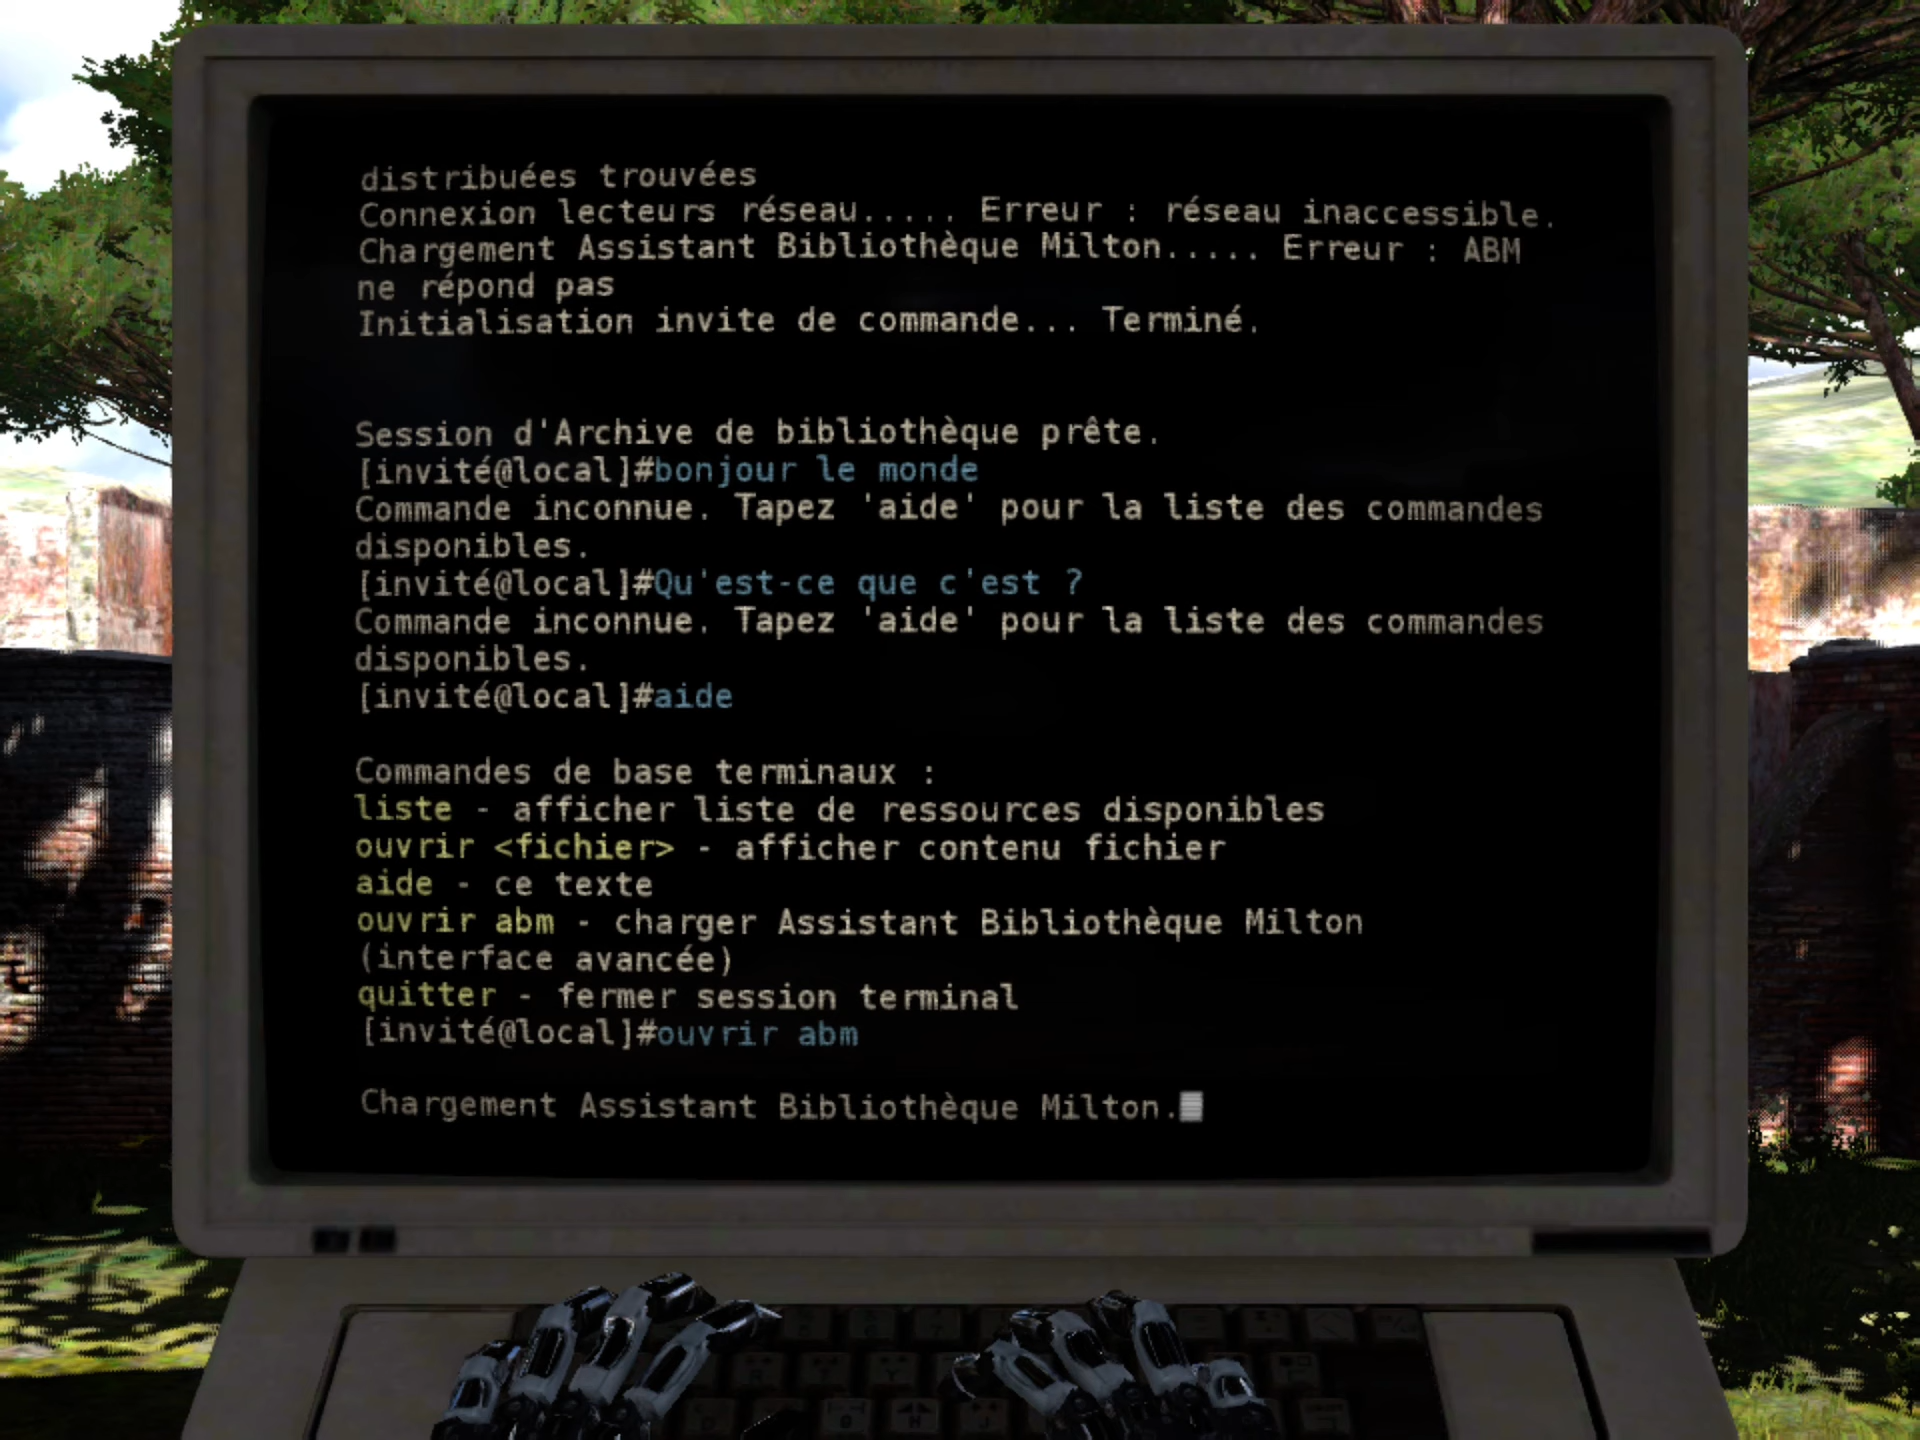 distribuées trouvées
Connexion lecteurs réseau..... Erreur : réseau inaccessible.
Chargement Assistant Bibliothèque Milton..... Erreur : ABM
ne répond pas
Initialisation invite de commande... Terminé.
Session d'Archive de bibliothèque prête.
[invité@local]#bonjour le monde
Commande inconnue. Tapez 'aide' pour la liste des commandes
disponibles.
[invité@local]#Qu'est-ce que c'est ?
Commande inconnue. Tapez 'aide' pour la liste des commandes
disponibles.
[invité@local]#aide
Commandes de base terminaux :
liste - afficher liste de ressources disponibles
ouvrir <fichier> - afficher contenu fichier
aide - ce texte
ouvrir abm - charger Assistant Bibliothèque Milton
(interface avancée)
quitter - fermer session terminal
[invité@local]#ouvrir abm
Chargement Assistant Bibliothèque Milton.